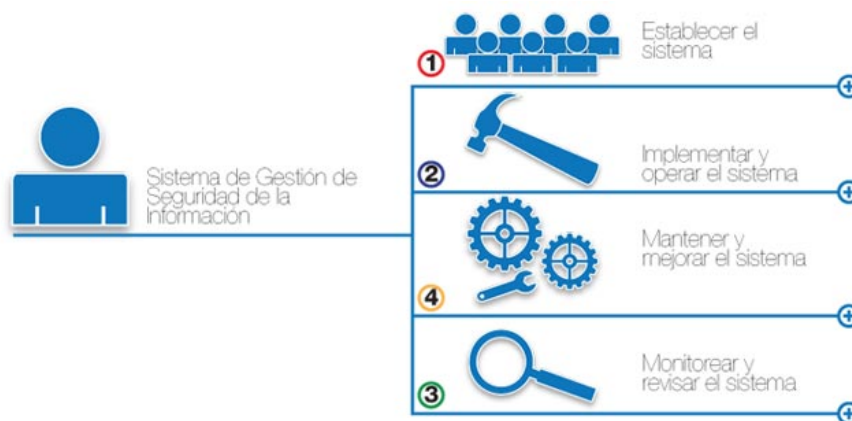 Sistema de Gestión de
Seguridad de la
Información
1
Establecer el
sistema
2
Implementar y
operar el sistema
4
Mantener y
mejorar el sistema
3
Monitorear y
revisar el sistema